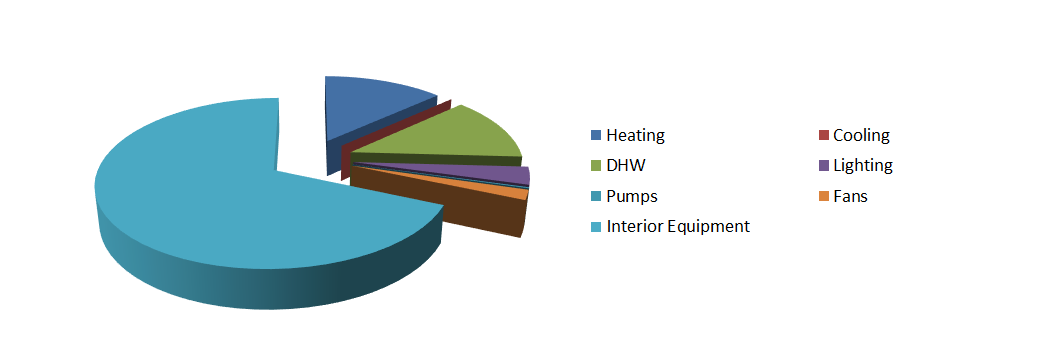 Heating Cooling
DHW Lighting
Pumps Fans
Interior Equipment